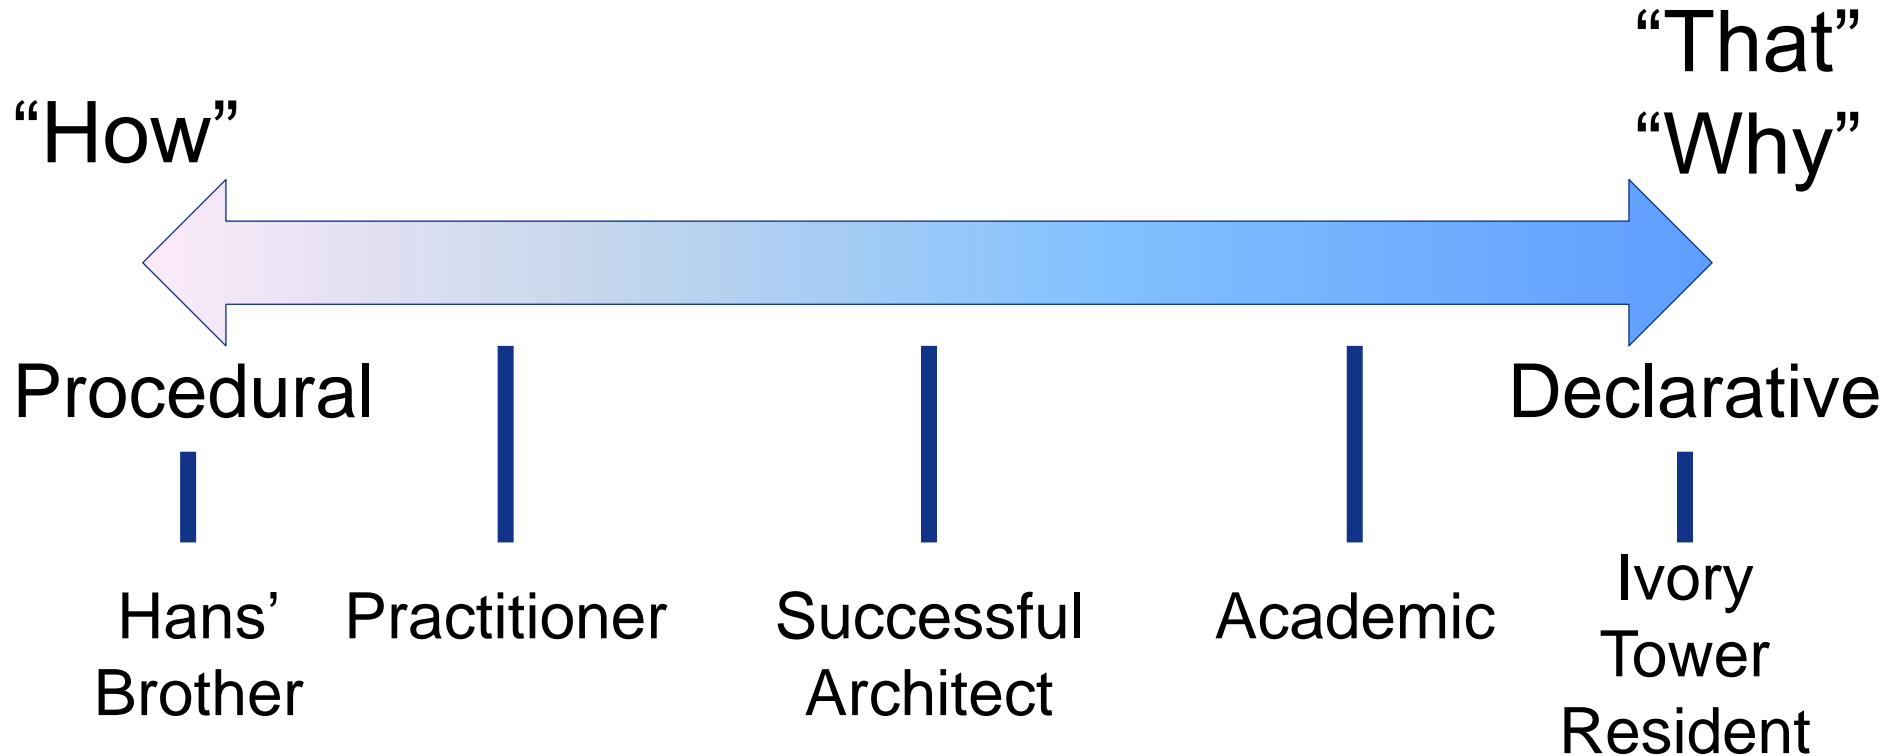 “That”
“How”
“Why”
Procedural
Declarative
Hans’
Brother
Practitioner
Successful
Architect
Academic
Ivory
Tower
Resident